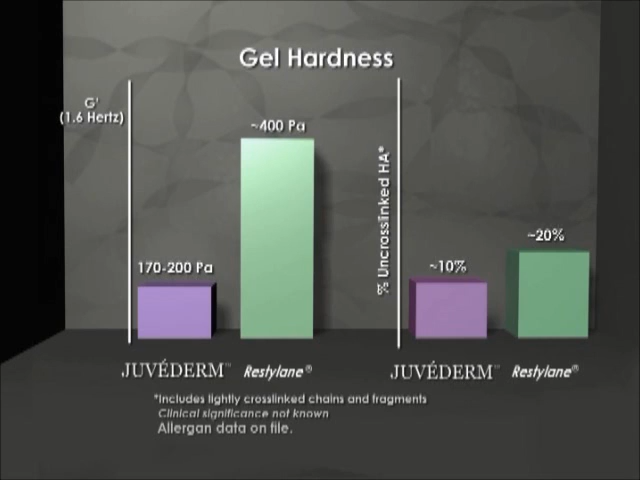 Gel Hardness
G'
(1.6 Hertz)
~400 Pa
170-200 Pa
JUVÉDERM™
Restylane®
% Uncrosslinked HA*
~10%
~20%
JUVÉDERM™
Restylane®
*Includes lightly crosslinked chains and fragments
Clinical significance not known
Allergan data on file.